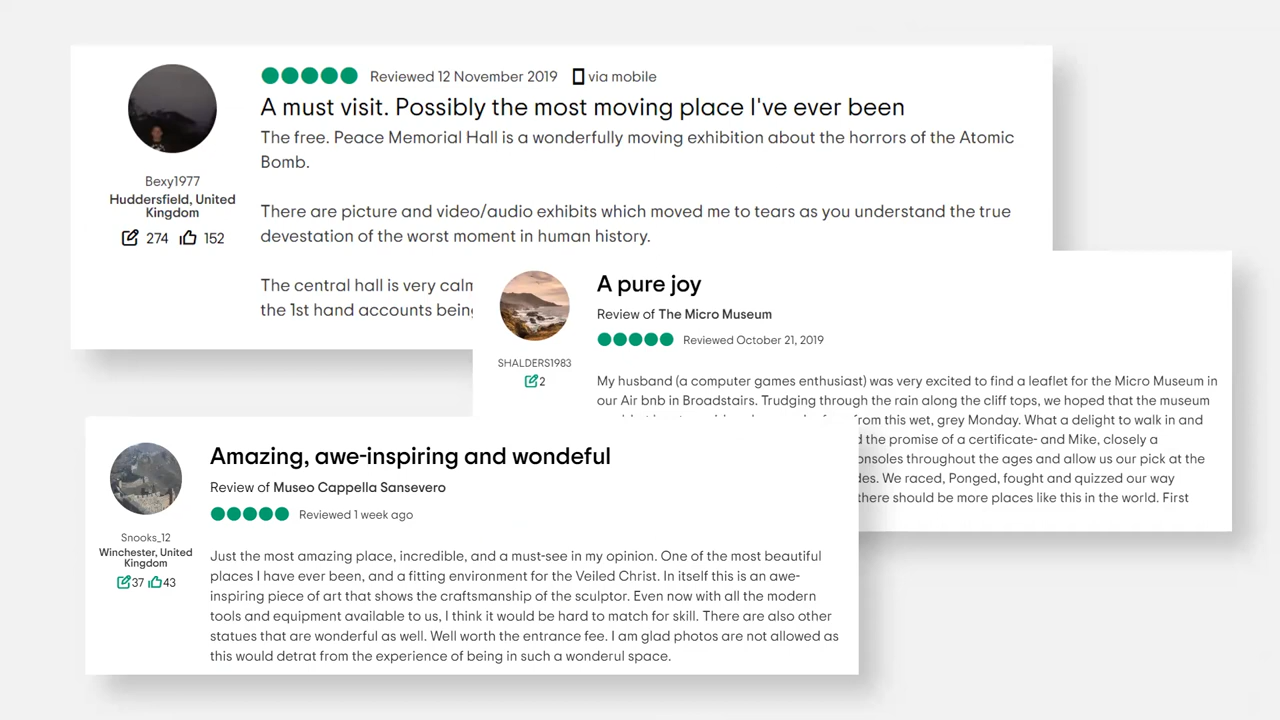 Reviewed 12 November 2019 via mobile
A must visit. Possibly the most moving place I've ever been
The free. Peace Memorial Hall is a wonderfully moving exhibition about the horrors of the Atomic
Bomb.
Bexy1977
Huddersfield, United
Kingdom
274 152
There are picture and video/audio exhibits which moved me to tears as you understand the true
devestation of the worst moment in human history.
The central hall is very calm
the 1st hand accounts being
A pure joy
Review of The Micro Museum
Reviewed October 21, 2019
SHALDERS1983
2
My husband (a computer games enthusiast) was very excited to find a leaflet for the Micro Museum in
our Air bnb in Broadstairs. Trudging through the rain along the cliff tops, we hoped that the museum
from this wet, grey Monday. What a delight to walk in and
the promise of a certificate- and Mike, closely a
consoles throughout the ages and allow us our pick at the
We raced, Ponged, fought and quizzed our way
there should be more places like this in the world. First
Amazing, awe-inspiring and wondeful
Review of Museo Cappella Sansevero
Reviewed 1 week ago
Snooks_12
Winchester, United
Kingdom
37 43
Just the most amazing place, incredible, and a must-see in my opinion. One of the most beautiful
places I have ever been, and a fitting environment for the Veiled Christ. In itself this is an awe-
inspiring piece of art that shows the craftsmanship of the sculptor. Even now with all the modern
tools and equipment available to us, I think it would be hard to match for skill. There are also other
statues that are wonderful as well. Well worth the entrance fee. I am glad photos are not allowed as
this would detrat from the experience of being in such a wonderul space.